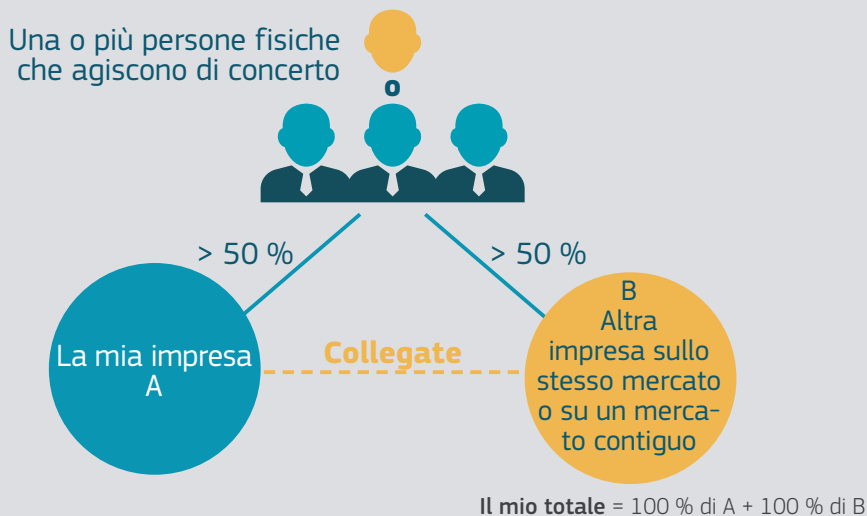 Una o più persone fisiche
che agiscono di concerto
o
> 50 %
> 50 %
La mia impresa
A
Collegate
B
Altra
impresa sullo
stesso mercato
o su un merca-
to contiguo
Il mio totale = 100 % di A + 100 % di B